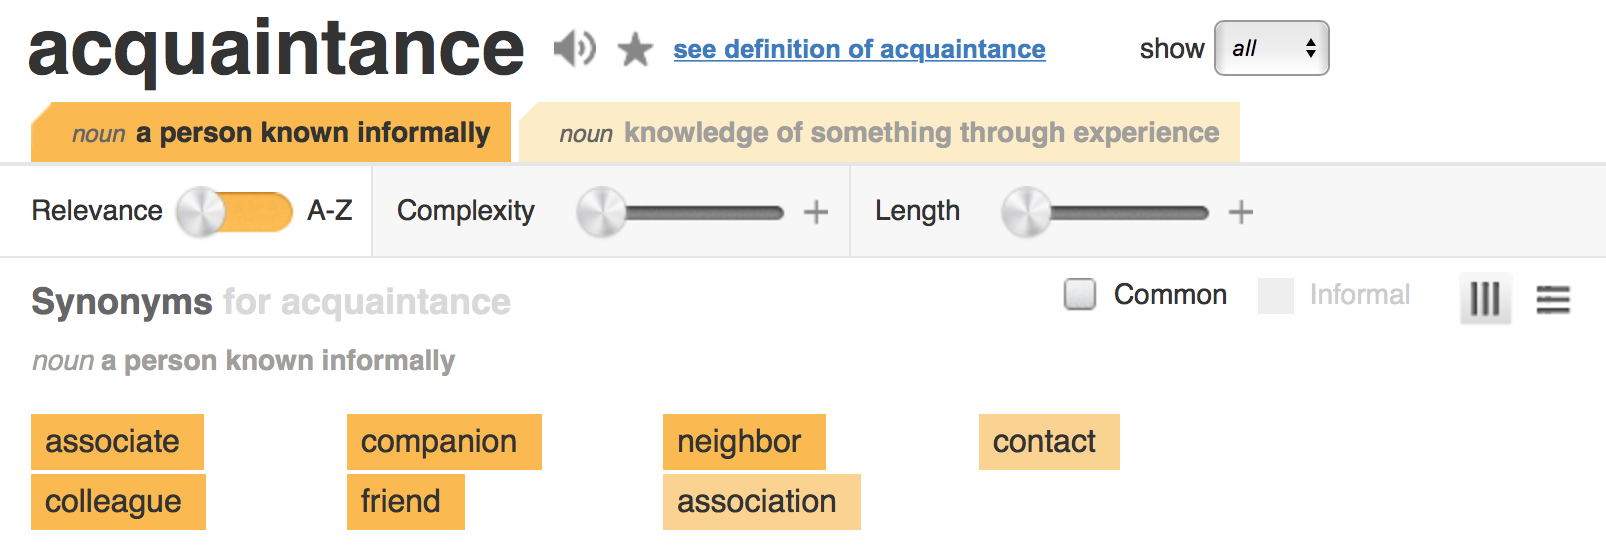 acquaintance see definition of acquaintance show all
noun a person known informally noun knowledge of something through experience
Relevance A-Z Complexity + Length +
Synonyms for acquaintance Common Informal
noun a person known informally
associate companion neighbor contact
colleague friend association